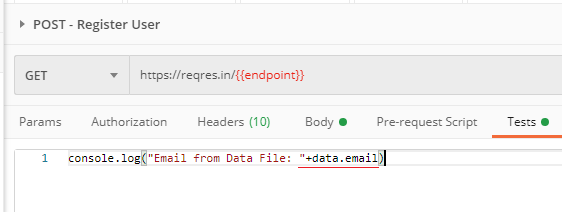 POST - Register User
GET https://reqres.in/{{endpoint}}
Params Authorization Headers (10) Body Pre-request Script Tests
1 console.log("Email from Data File: "+data.email)